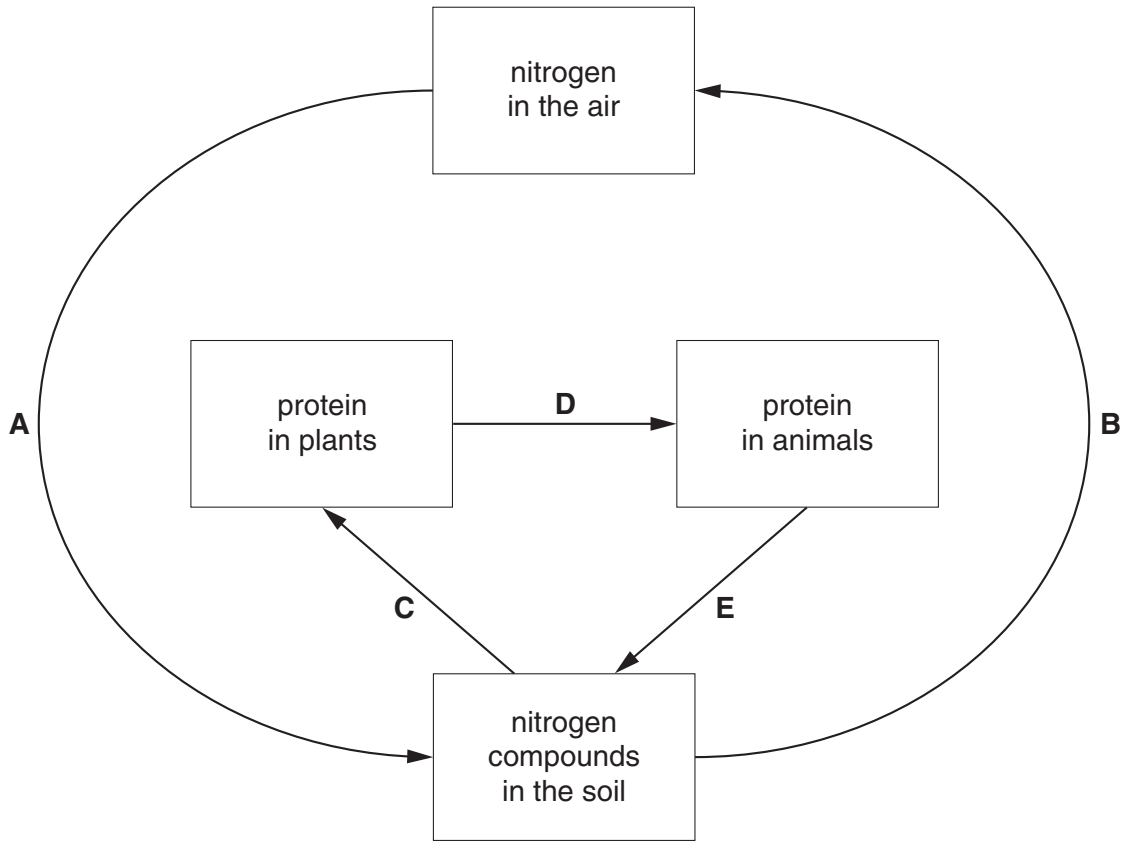 nitrogen
in the air
A
B
protein
in plants
D
protein
in animals
C
E
nitrogen
compounds
in the soil